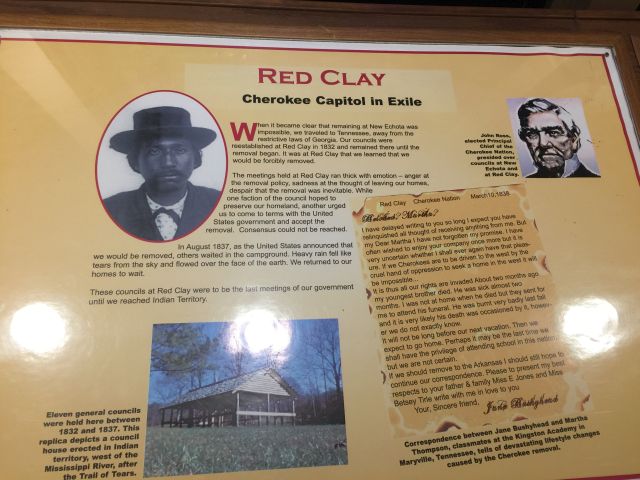 RED CLAY
Cherokee Capitol in Exile
When it became clear that remaining at New Echota was
impossible, we traveled to Tennessee, away from the
restrictive laws of Georgia. Our councils were
reestablished at Red Clay in 1832 and remained there until the
removal began. It was at Red Clay that we learned that we
would be forcibly removed.
The meetings held at Red Clay ran thick with emotion – anger at
the removal policy, sadness at the thought of leaving our homes,
despair that the removal was inevitable. While
one faction of the council hoped to
preserve our homeland, another urged
us to come to terms with the United
States government and accept the
removal. Consensus could not be reached.
In August 1837, as the United States announced that
we would be removed, others waited in the campground. Heavy rain fell like
tears from the sky and flowed over the face of the earth. We returned to our
homes to wait.
These councils at Red Clay were to be the last meetings of our government
until we reached Indian Territory.
John Ross,
elected Principal
Chief of the
Cherokee Nation,
presided over
councils at New
Echota and
at Red Clay.
Red Clay Cherokee Nation March10,1838
Beloved? Martha?
I have delayed writing to you so long I expect you have
relinquished all thought of receiving anything from me. But
my Dear Martha I have not forgotten my promise. I have
often wished to enjoy your company once more but it is
very uncertain whether I shall ever again have that pleas-
ure. If we Cherokees are to be driven to the west by the
cruel hand of oppression to seek a home in the west it will
be impossible...
It is thus all our rights are invaded About two months ago
my youngest brother died. He was sick almost two
months. I was not at home when he died but they sent for
me to attend his funeral. He was burnt very badly last fall
and it is very likely his death was occasioned by it, howev-
er we do not exactly know.
It will not be long before our next vacation. Then we
expect to go home. Perhaps it may be the last time we
shall have the privilege of attending school in this nation,
but we are not certain.
If we should remove to the Arkansas I should still hope to
continue our correspondence. Please to present my best
respects to your father & family Miss E Jones and Miss
Betsey Tirle write with me in love to you
Your, Sincere friend, Jane Bushyhead
Eleven general councils
were held here between
1832 and 1837. This
replica depicts a council
house erected in Indian
territory, west of the
Mississippi River, after
the Trail of Tears.
Correspondence between Jane Bushyhead and Martha
Thompson, classmates at the Kingston Academy in
Maryville, Tennessee, tells of devastating lifestyle changes
caused by the Cherokee removal.